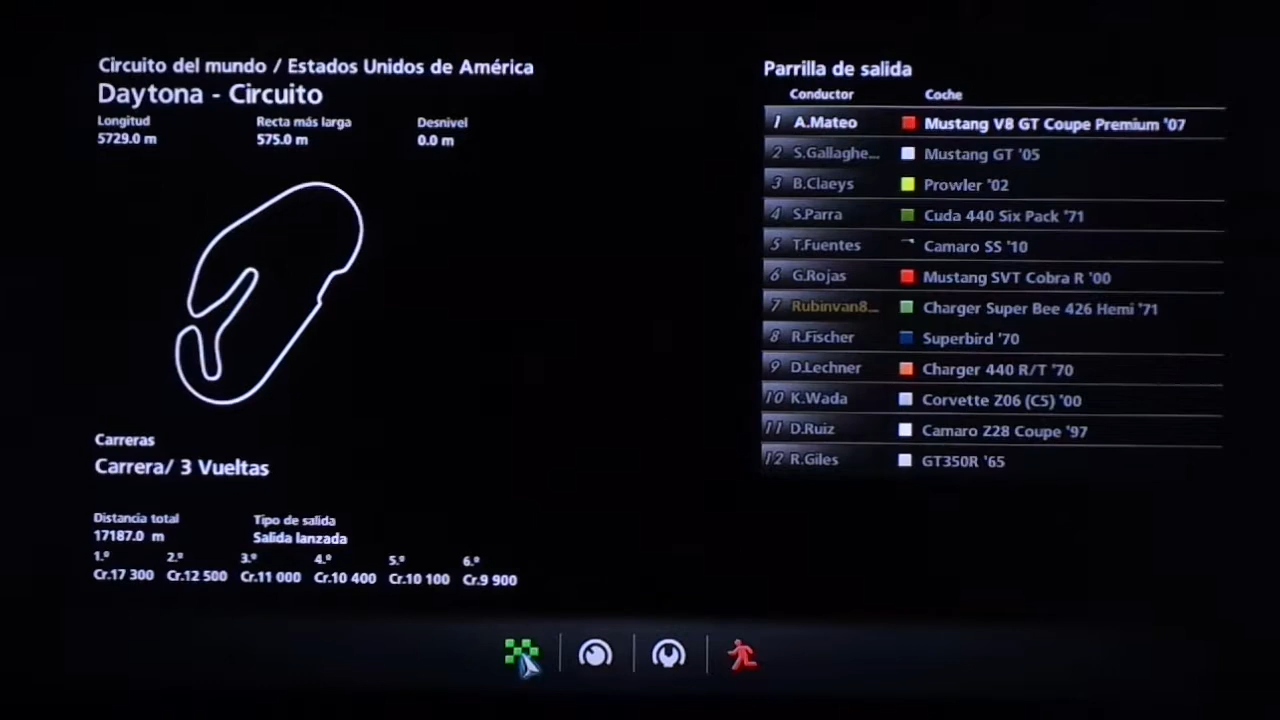 Circuito del mundo / Estados Unidos de América
Daytona - Circuito
Longitud Recta más larga Desnivel
5729.0 m 575.0 m 0.0 m
Carreras
Carrera/ 3 Vueltas
Distancia total Tipo de salida
17187.0 m Salida lanzada
1.º 2.º 3.º 4.º 5.º 6.º
Cr.17 300 Cr.12 500 Cr.11 000 Cr.10 400 Cr.10 100 Cr.9 900
Parrilla de salida
Conductor Coche
1 A.Mateo Mustang V8 GT Coupe Premium '07
2 S.Gallaghe... Mustang GT '05
3 B.Claeys Prowler '02
4 S.Parra Cuda 440 Six Pack '71
5 T.Fuentes Camaro SS '10
6 G.Rojas Mustang SVT Cobra R '00
7 Rubinvan8... Charger Super Bee 426 Hemi '71
8 R.Fischer Superbird '70
9 D.Lechner Charger 440 R/T '70
10 K.Wada Corvette Z06 (C5) '00
11 D.Ruiz Camaro Z28 Coupe '97
12 R.Giles GT350R '65